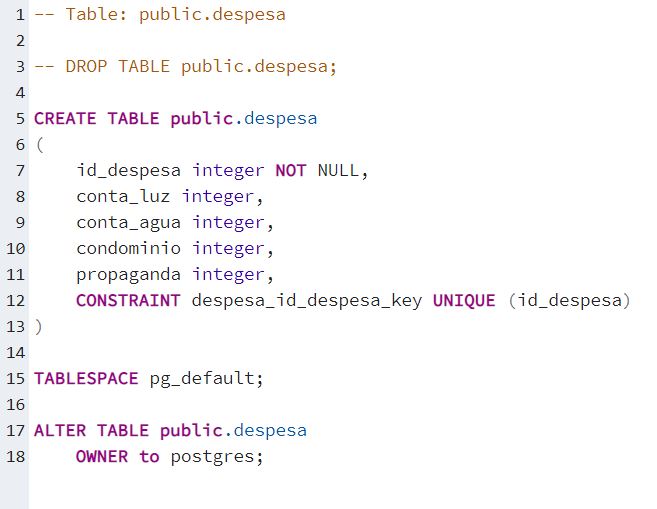 1 -- Table: public.despesa
2
3 -- DROP TABLE public.despesa;
4
5 CREATE TABLE public.despesa
6 (
7     id_despesa integer NOT NULL,
8     conta_luz integer,
9     conta_agua integer,
10     condominio integer,
11     propaganda integer,
12     CONSTRAINT despesa_id_despesa_key UNIQUE (id_despesa)
13 )
14
15 TABLESPACE pg_default;
16
17 ALTER TABLE public.despesa
18     OWNER to postgres;